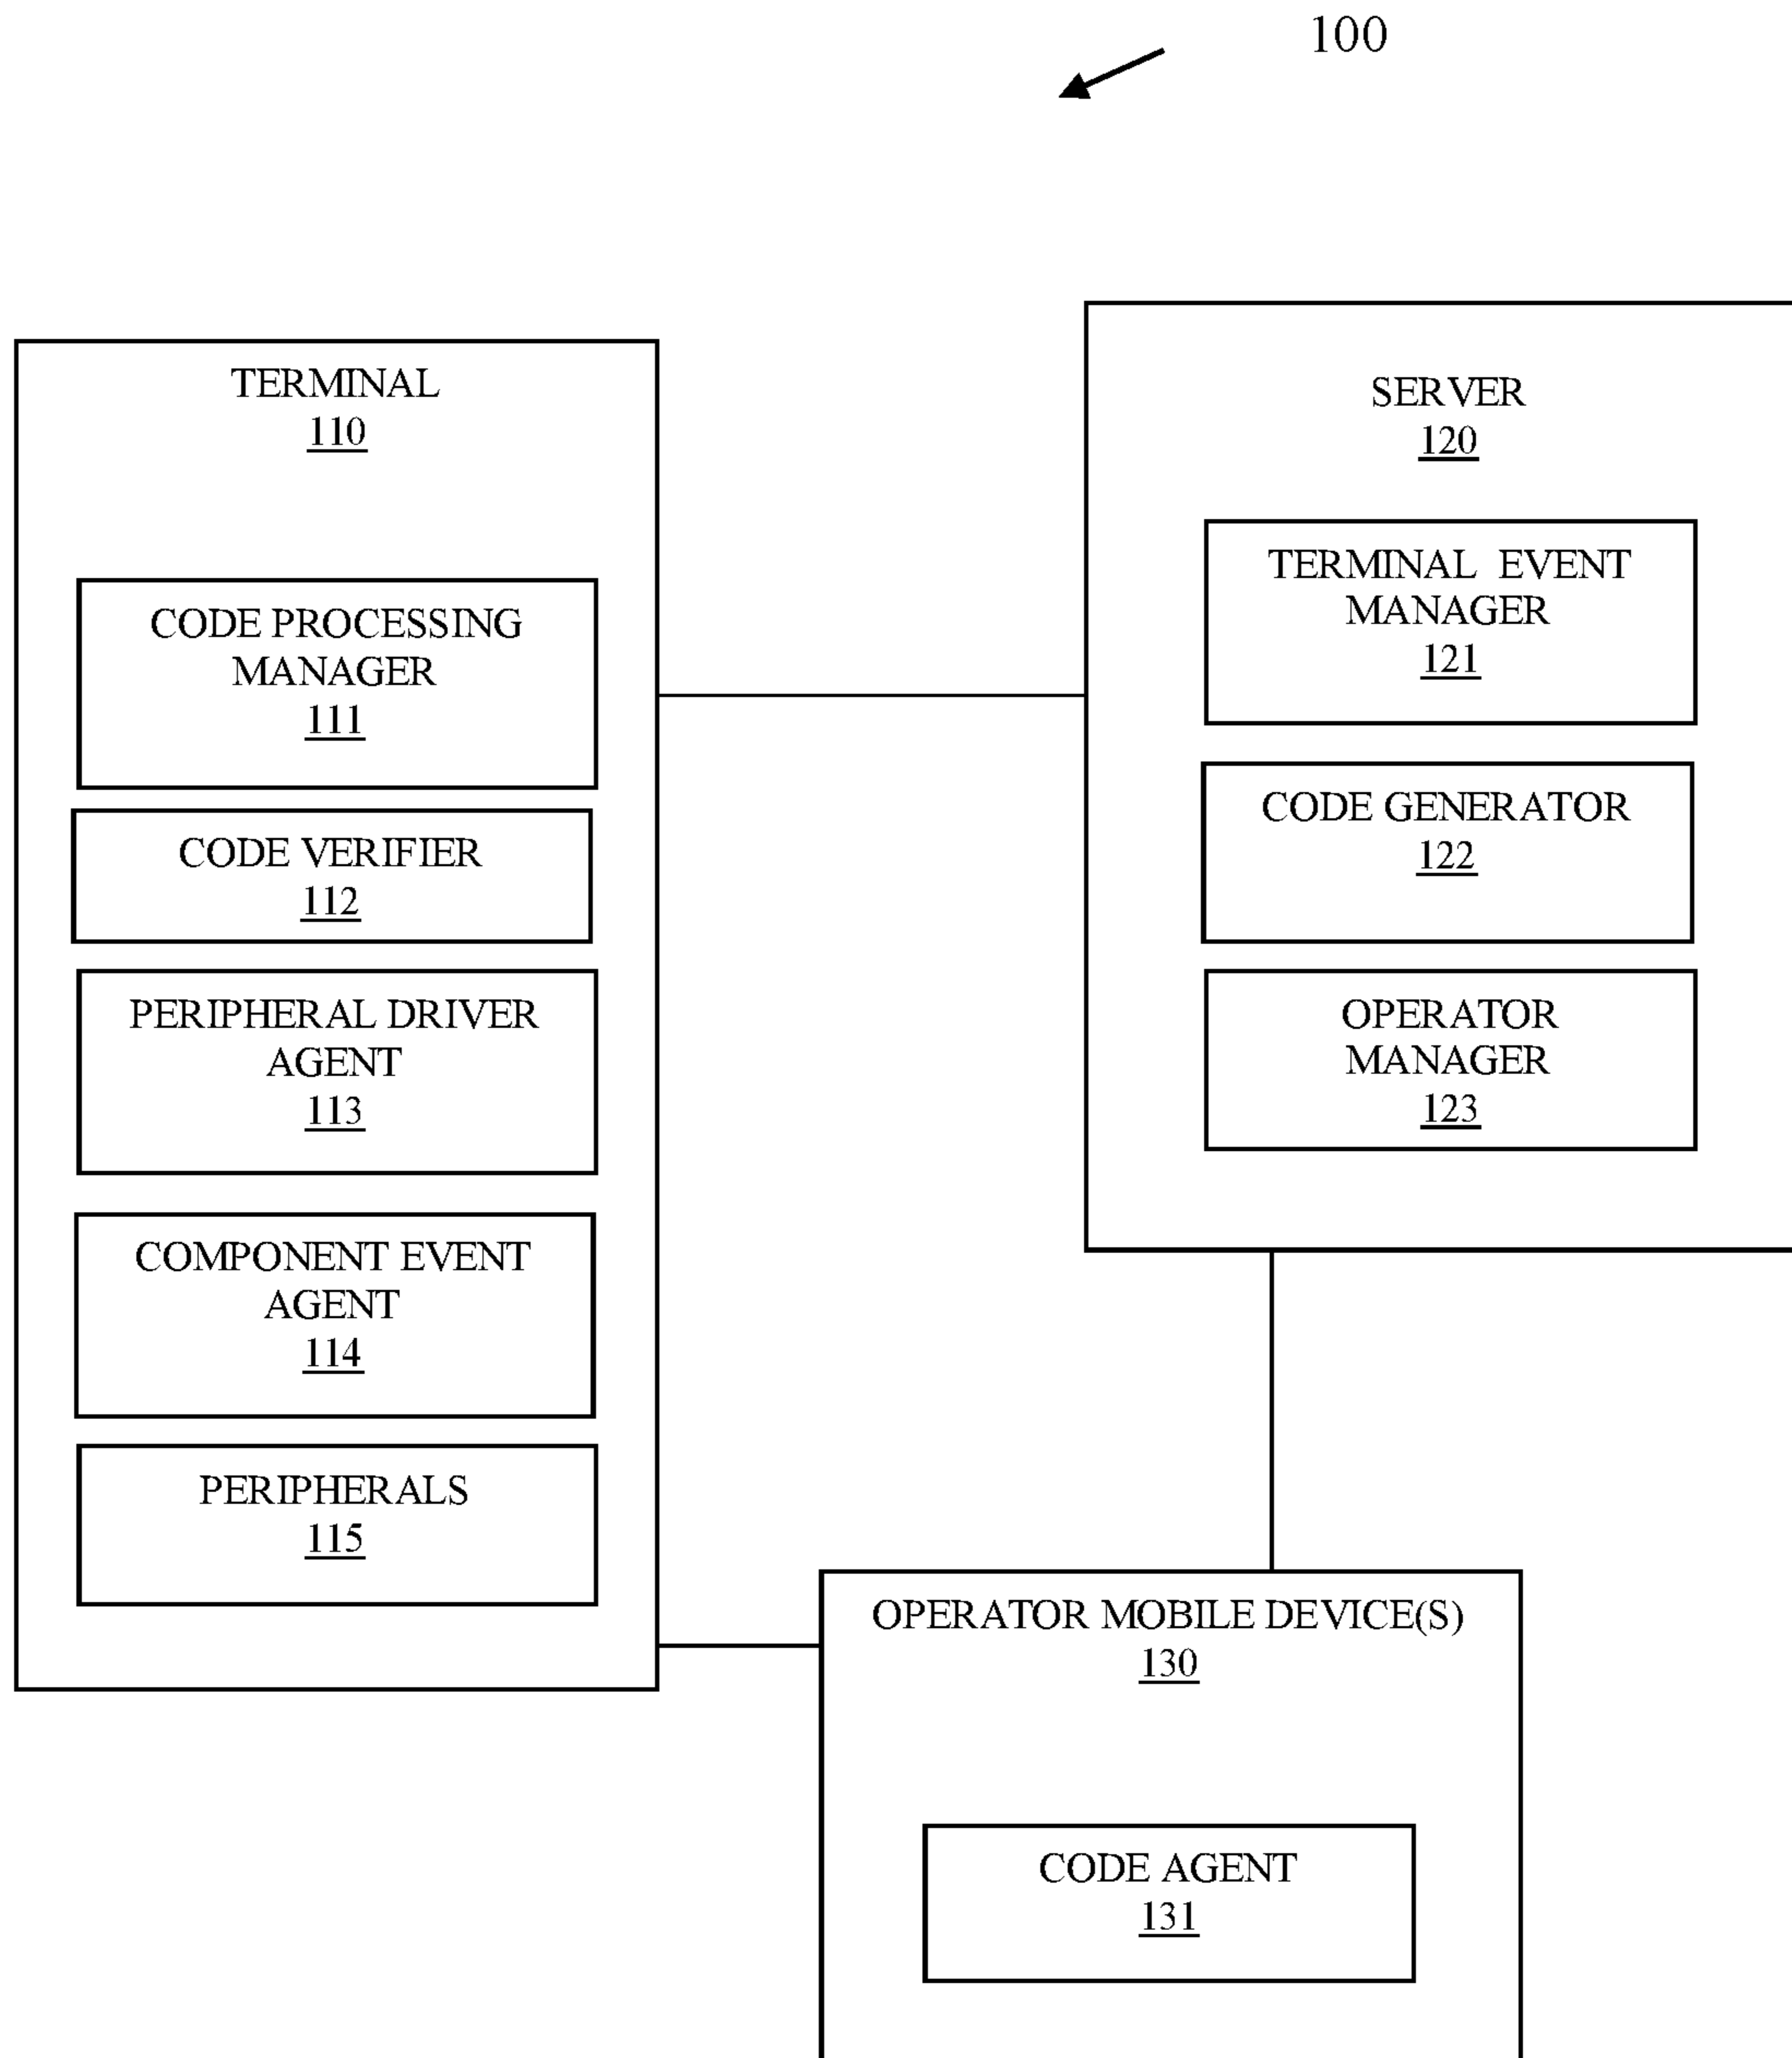 100
TERMINAL
110
CODE PROCESSING
MANAGER
111
CODE VERIFIER
112
PERIPHERAL DRIVER
AGENT
113
COMPONENT EVENT
AGENT
114
PERIPHERALS
115
SERVER
120
TERMINAL EVENT
MANAGER
121
CODE GENERATOR
122
OPERATOR
MANAGER
123
OPERATOR MOBILE DEVICE(S)
130
CODE AGENT
131